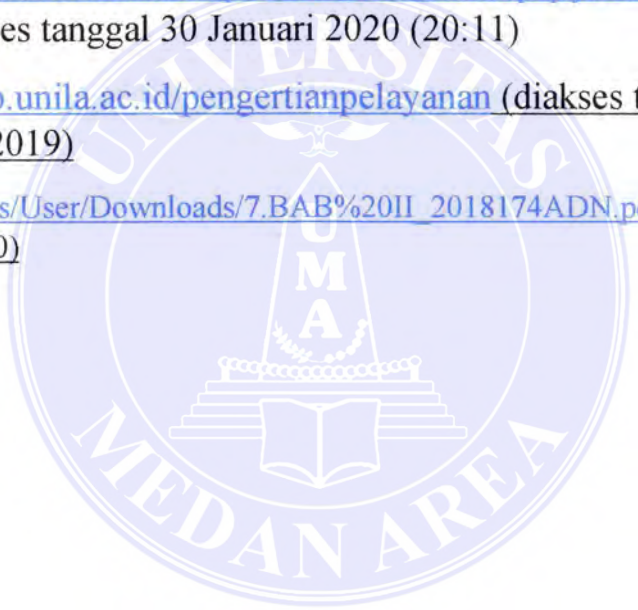 es tanggal 30 Januari 2020 (20:11)
o.unila.ac.id/pengertianpelayanan (diakses t
2019)
s/User/Downloads/7.BAB%20II_2018174ADN.p
0)
UNIVERSITAS
UMA
MEDAN AREA